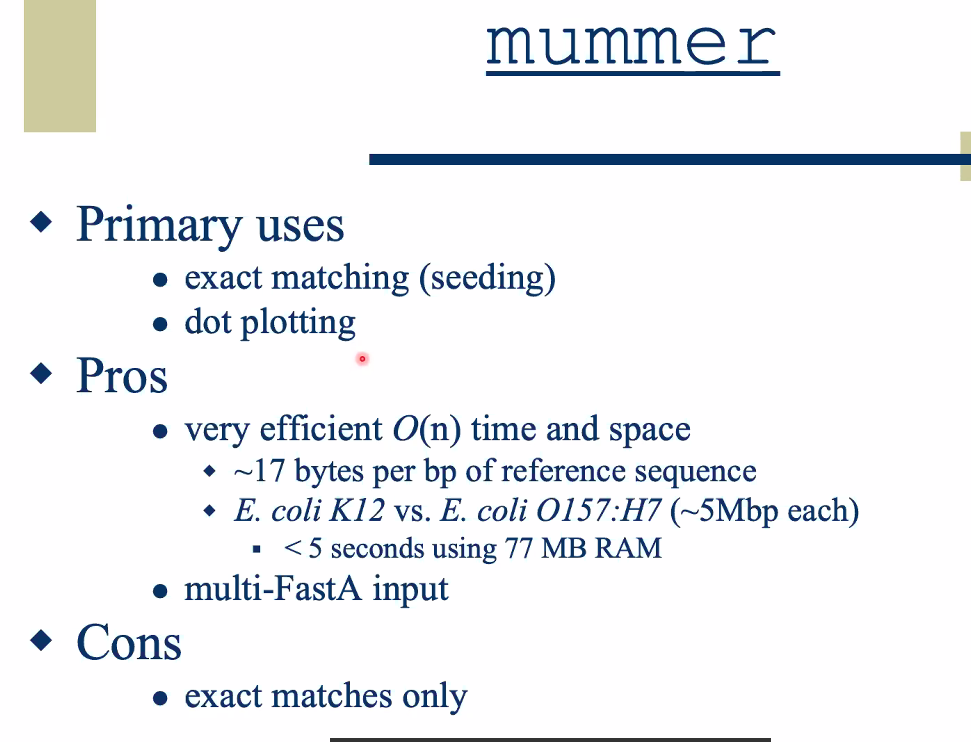 mummer
Primary uses
exact matching (seeding)
dot plotting
Pros
very efficient O(n) time and space
~17 bytes per bp of reference sequence
E. coli K12 vs. E. coli O157:H7 (~5Mbp each)
< 5 seconds using 77 MB RAM
multi-FastA input
Cons
exact matches only